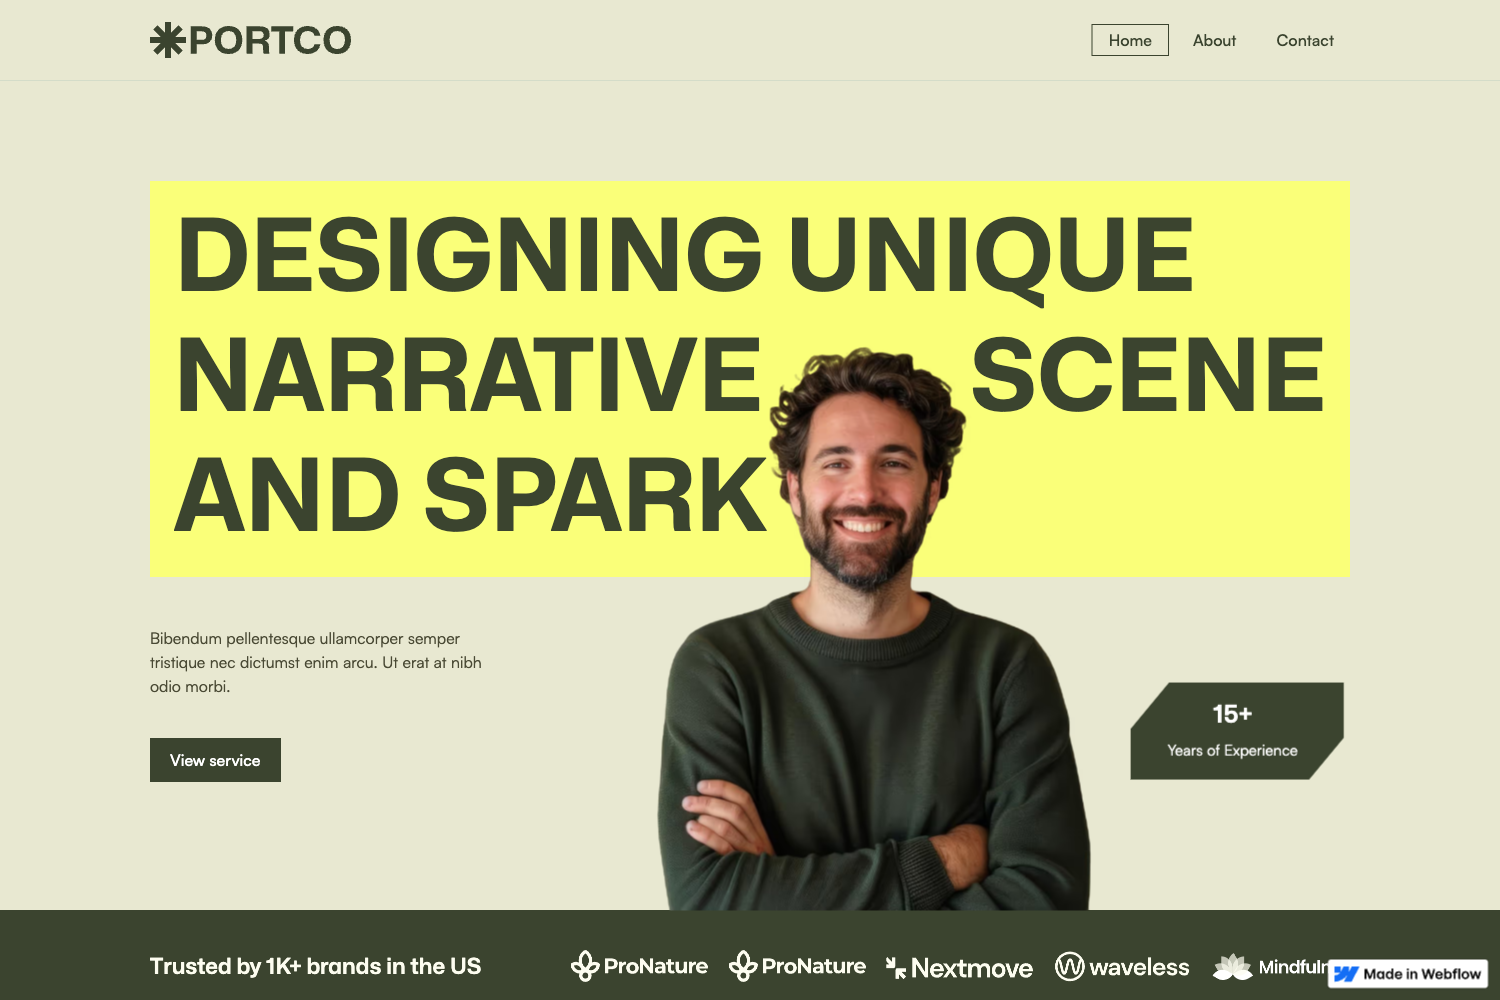 PORTCO
Home
About
Contact
DESIGNING UNIQUE
NARRATIVE SCENE
AND SPARK
Bibendum pellentesque ullamcorper semper
tristique nec dictumst enim arcu. Ut erat at nibh
odio morbi.
View service
15+
Years of Experience
Trusted by 1K+ brands in the US
ProNature
ProNature
Nextmove
waveless
Made in Webflow